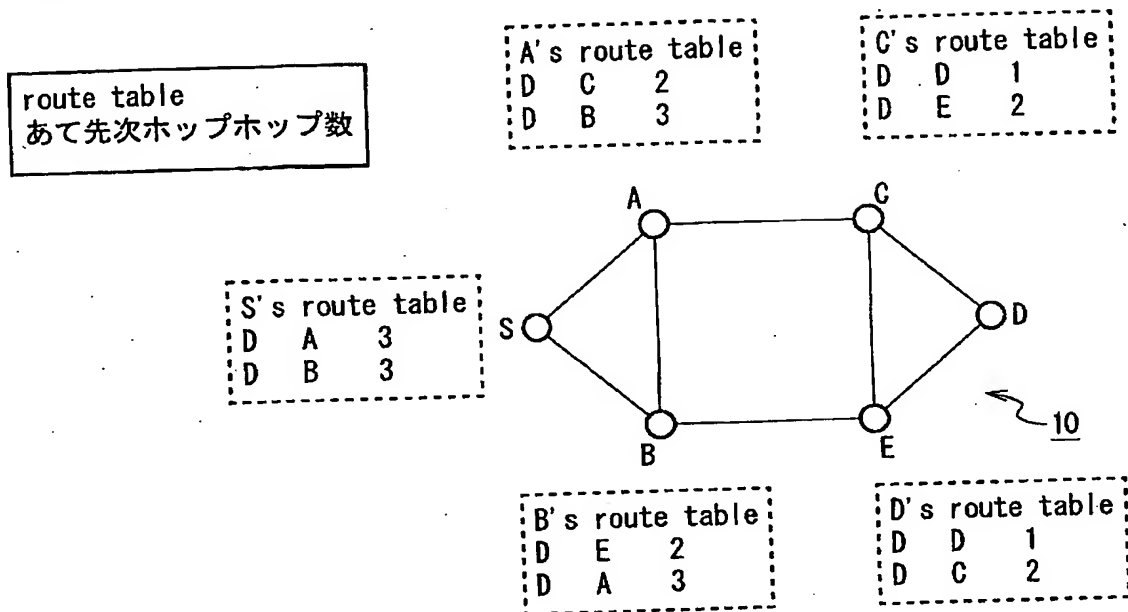 route table
あて先次ホップホップ数
A's route table
D C 2
D B 3
C's route table
D D 1
D E 2
A
C
S's route table
D A 3
D B 3
S
D
B
E
10
B's route table
D E 2
D A 3
D's route table
D D 1
D C 2